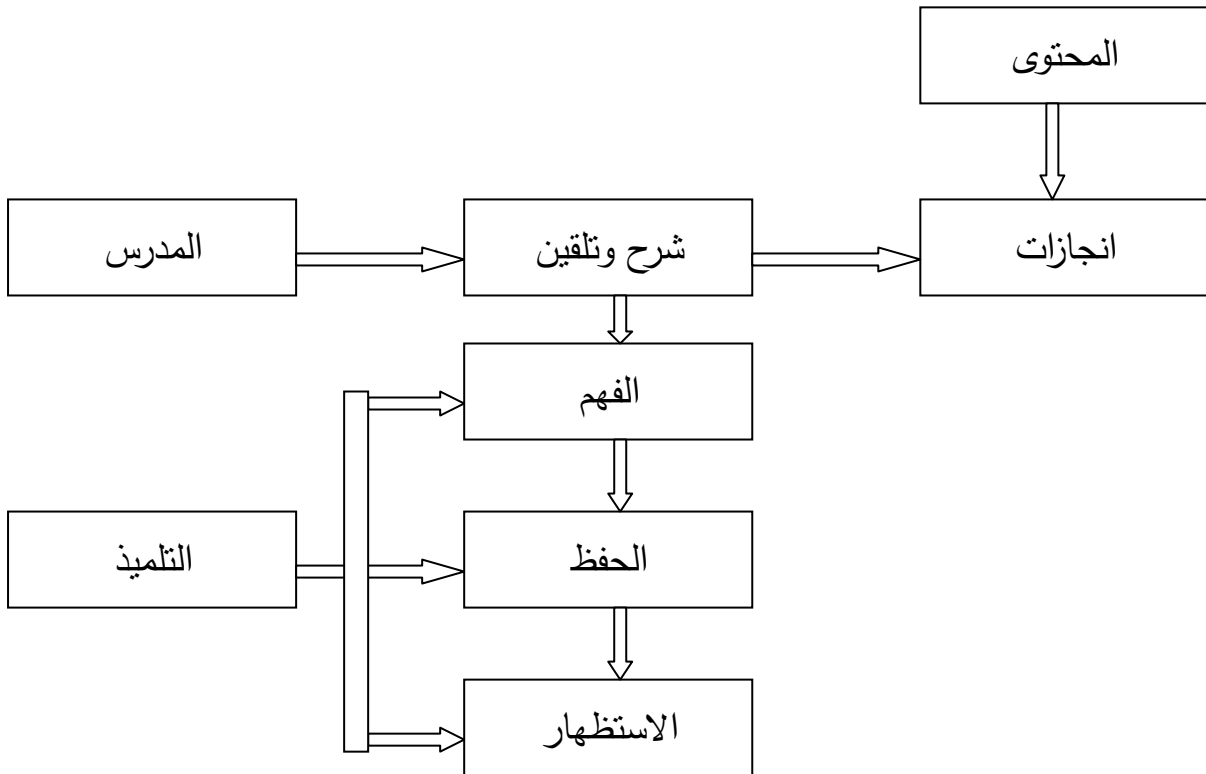 المحتوى
انجازات
شرح وتلقين
المدرس
الفهم
الحفظ
التلميذ
الاستظهار